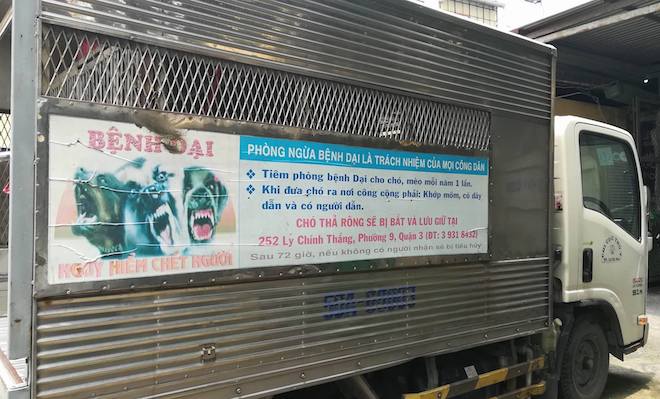 BỆNH DẠI
NGUY HIỂM CHẾT NGƯỜI
PHÒNG NGỪA BỆNH DẠI LÀ TRÁCH NHIỆM CỦA MỌI CÔNG DÂN
❖ Tiêm phòng bệnh Dại cho chó, mèo mỗi năm 1 lần.
❖ Khi đưa chó ra nơi công cộng phải: Khớp mõm, có dây
dẫn và có người dẫn.
CHÓ THẢ RÔNG SẼ BỊ BẮT VÀ LƯU GIỮ TẠI
252 Lý Chính Thắng, Phường 9, Quận 3 (ĐT: 3 931 8432)
Sau 72 giờ, nếu không có người nhận sẽ bị tiêu hủy